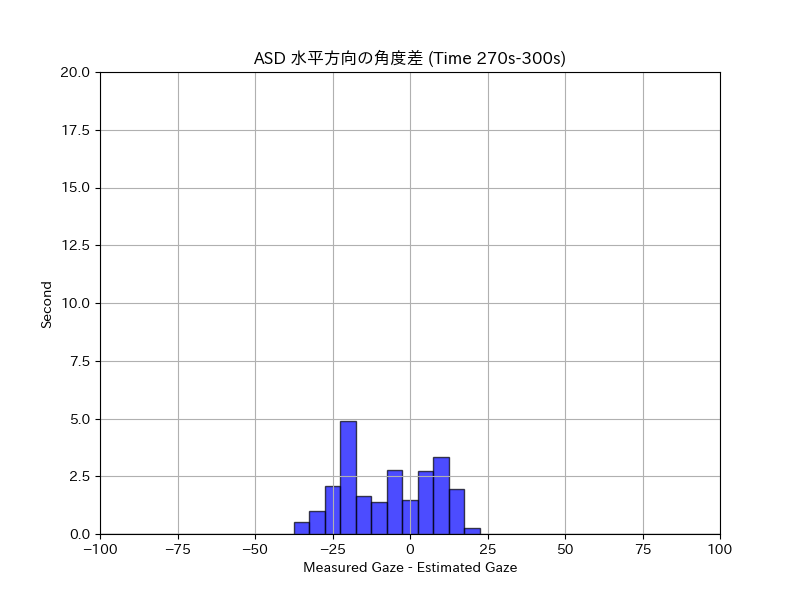 ASD 水平方向の角度差 (Time 270s-300s)
20.0
17.5
15.0
12.5
10.0
7.5
5.0
2.5
0.0
Second
−100 −75 −50 −25 0 25 50 75 100
Measured Gaze - Estimated Gaze